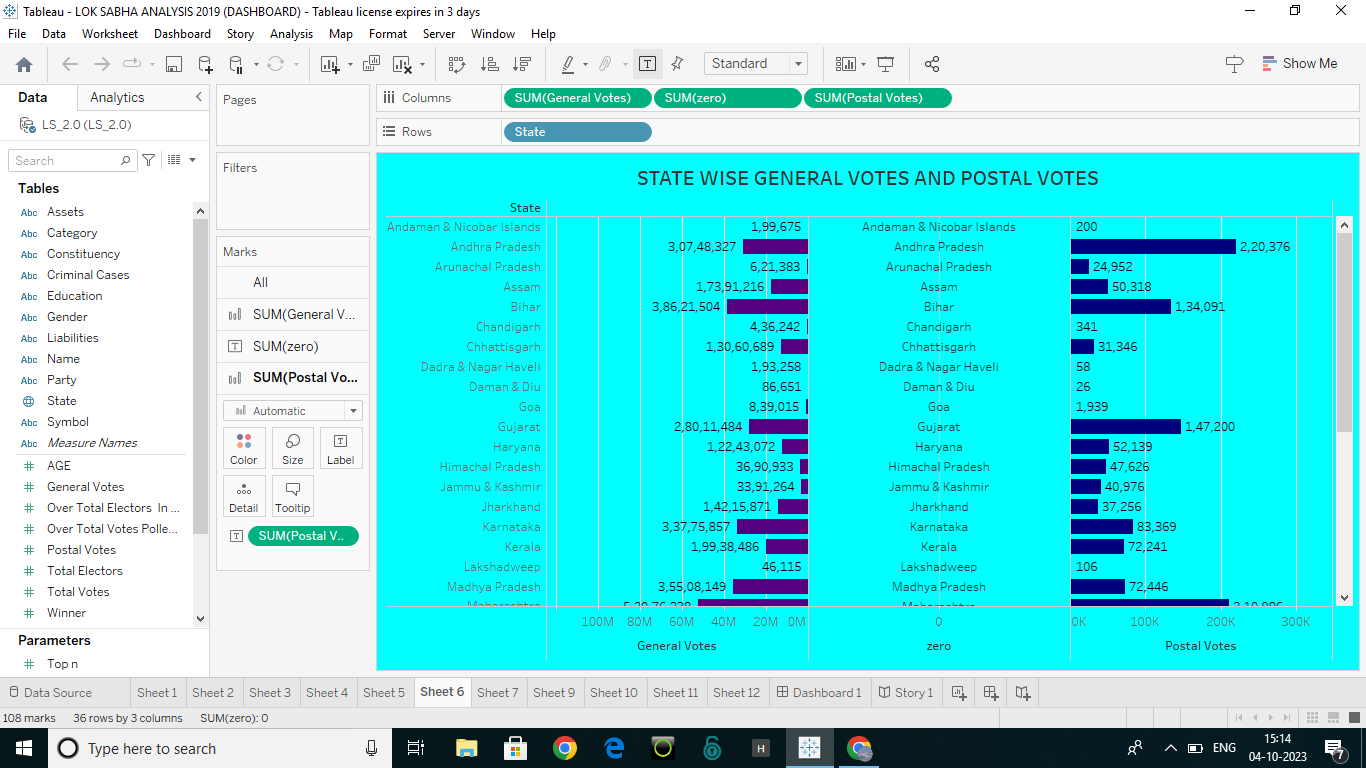 Tableau - LOK SABHA ANALYSIS 2019 (DASHBOARD) - Tableau license expires in 3 days
File Data Worksheet Dashboard Story Analysis Map Format Server Window Help
Standard Show Me
Data Analytics
LS_2.0 (LS_2.0)
Search
Tables
Abc Assets
Abc Category
Abc Constituency
Abc Criminal Cases
Abc Education
Abc Gender
Abc Liabilities
Abc Name
Abc Party
State
Abc Symbol
Abc Measure Names
AGE
General Votes
Over Total Electors In ...
Over Total Votes Polle...
Postal Votes
Total Electors
Total Votes
Winner
Parameters
Top n
Pages
Filters
Marks
All
SUM(General V...
SUM(zero)
SUM(Postal Vo...
Automatic
Color Size Label
Detail Tooltip
SUM(Postal V..
Columns SUM(General Votes) SUM(zero) SUM(Postal Votes)
Rows State
STATE WISE GENERAL VOTES AND POSTAL VOTES
State
Andaman & Nicobar Islands 1,99,675 Andaman & Nicobar Islands 200
Andhra Pradesh 3,07,48,327 Andhra Pradesh 2,20,376
Arunachal Pradesh 6,21,383 Arunachal Pradesh 24,952
Assam 1,73,91,216 Assam 50,318
Bihar 3,86,21,504 Bihar 1,34,091
Chandigarh 4,36,242 Chandigarh 341
Chhattisgarh 1,30,60,689 Chhattisgarh 31,346
Dadra & Nagar Haveli 1,93,258 Dadra & Nagar Haveli 58
Daman & Diu 86,651 Daman & Diu 26
Goa 8,39,015 Goa 1,939
Gujarat 2,80,11,484 Gujarat 1,47,200
Haryana 1,22,43,072 Haryana 52,139
Himachal Pradesh 36,90,933 Himachal Pradesh 47,626
Jammu & Kashmir 33,91,264 Jammu & Kashmir 40,976
Jharkhand 1,42,15,871 Jharkhand 37,256
Karnataka 3,37,75,857 Karnataka 83,369
Kerala 1,99,38,486 Kerala 72,241
Lakshadweep 46,115 Lakshadweep 106
Madhya Pradesh 3,55,08,149 Madhya Pradesh 72,446
Maharashtra Maharashtra
100M 80M 60M 40M 20M 0M 0 0K 100K 200K 300K
General Votes zero Postal Votes
Data Source Sheet 1 Sheet 2 Sheet 3 Sheet 4 Sheet 5 Sheet 6 Sheet 7 Sheet 9 Sheet 10 Sheet 11 Sheet 12 Dashboard 1 Story 1
108 marks 36 rows by 3 columns SUM(zero): 0
Type here to search
H
ENG
15:14
04-10-2023
7